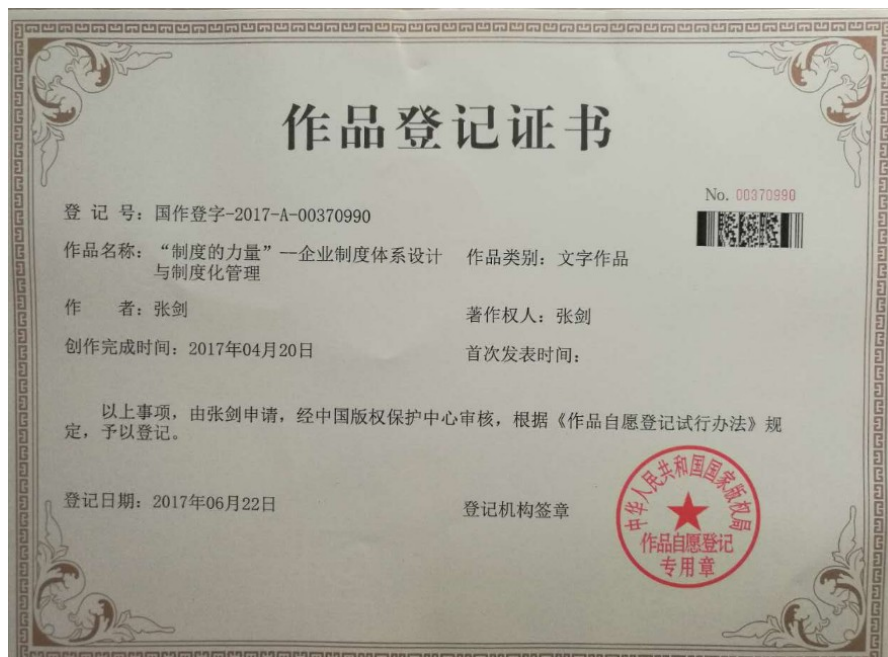 作品登记证书
No. 00370990
登 记 号：国作登字-2017-A-00370990
作品名称：“制度的力量”--企业制度体系设计与制度化管理
作品类别：文字作品
作 者：张剑
著作权人：张剑
创作完成时间：2017年04月20日
首次发表时间：
以上事项，由张剑申请，经中国版权保护中心审核，根据《作品自愿登记试行办法》规
定，予以登记。
登记日期：2017年06月22日
登记机构签章
中华人民共和国国家版权局
作品自愿登记
专用章